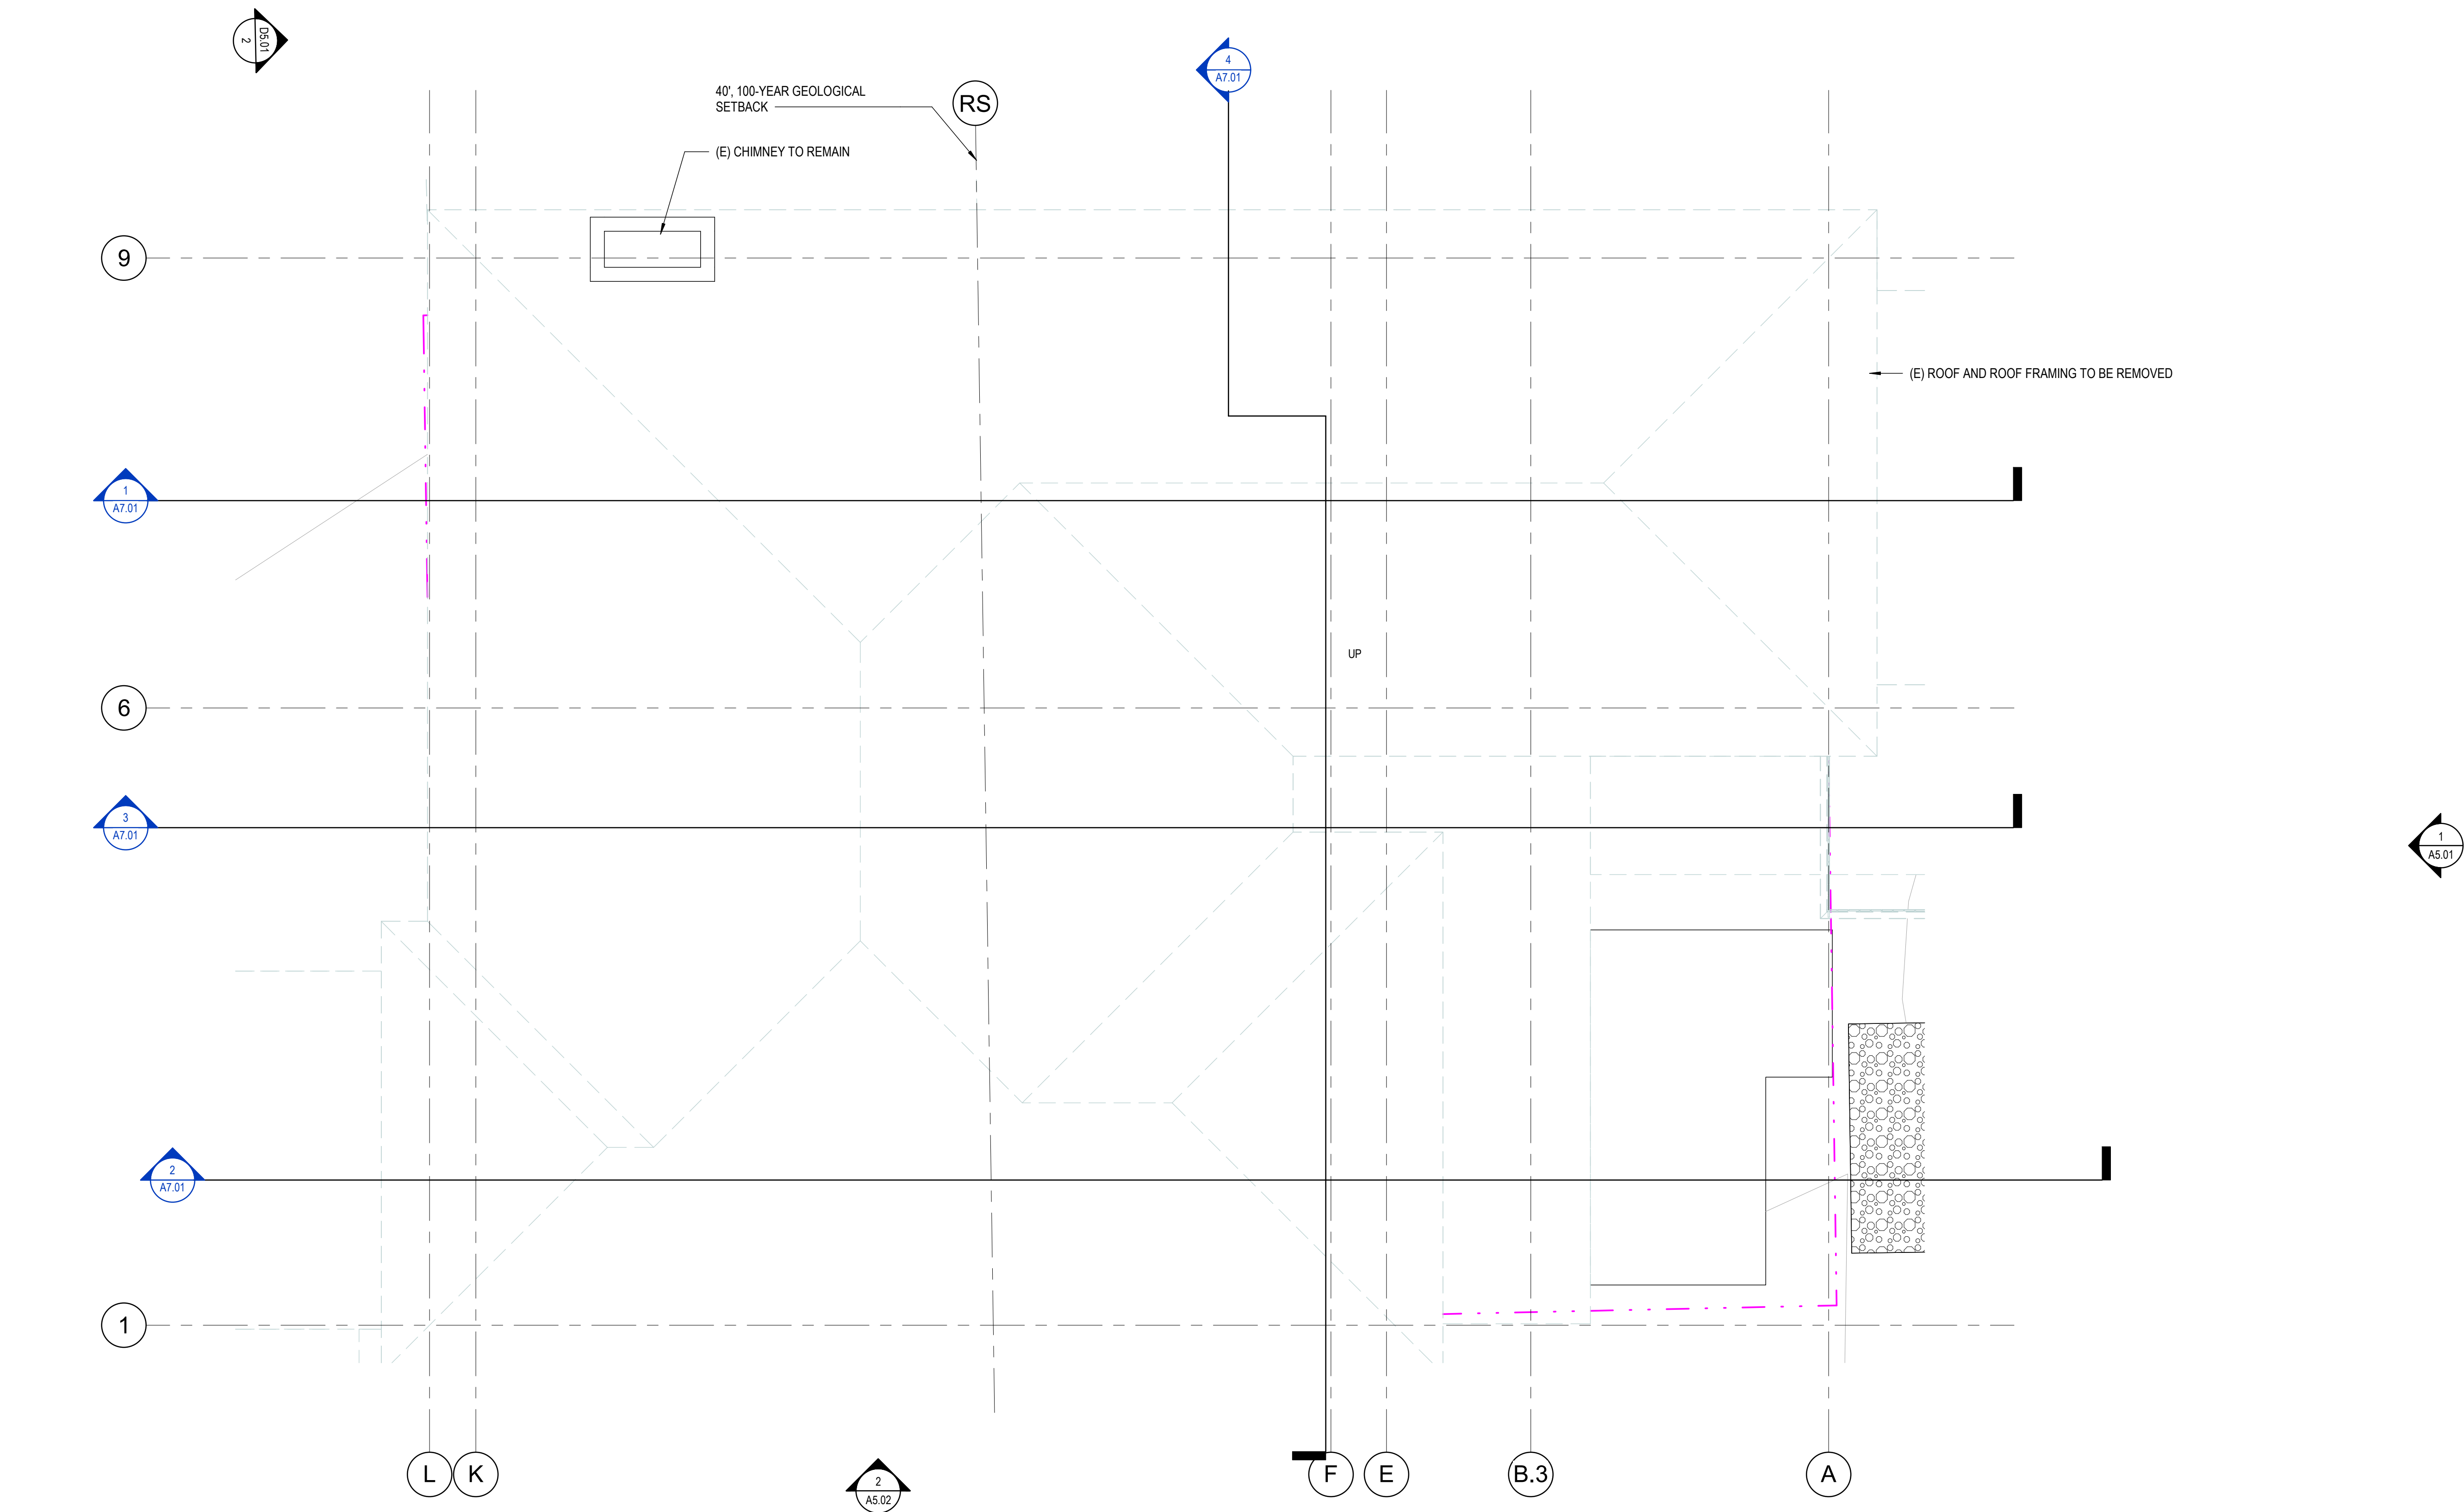 D5.01
2
4
A7.01
40', 100-YEAR GEOLOGICAL
SETBACK
RS
(E) CHIMNEY TO REMAIN
9
(E) ROOF AND ROOF FRAMING TO BE REMOVED
1
A7.01
UP
6
3
A7.01
1
A5.01
2
A7.01
1
L
K
F
E
B.3
A
2
A5.02